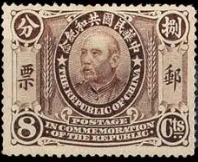 分 中華民國共和紀念 捌
票 郵
THE REPUBLIC OF CHINA
POSTAGE
8 IN COMMEMORATION Cts
OF THE REPUBLIC